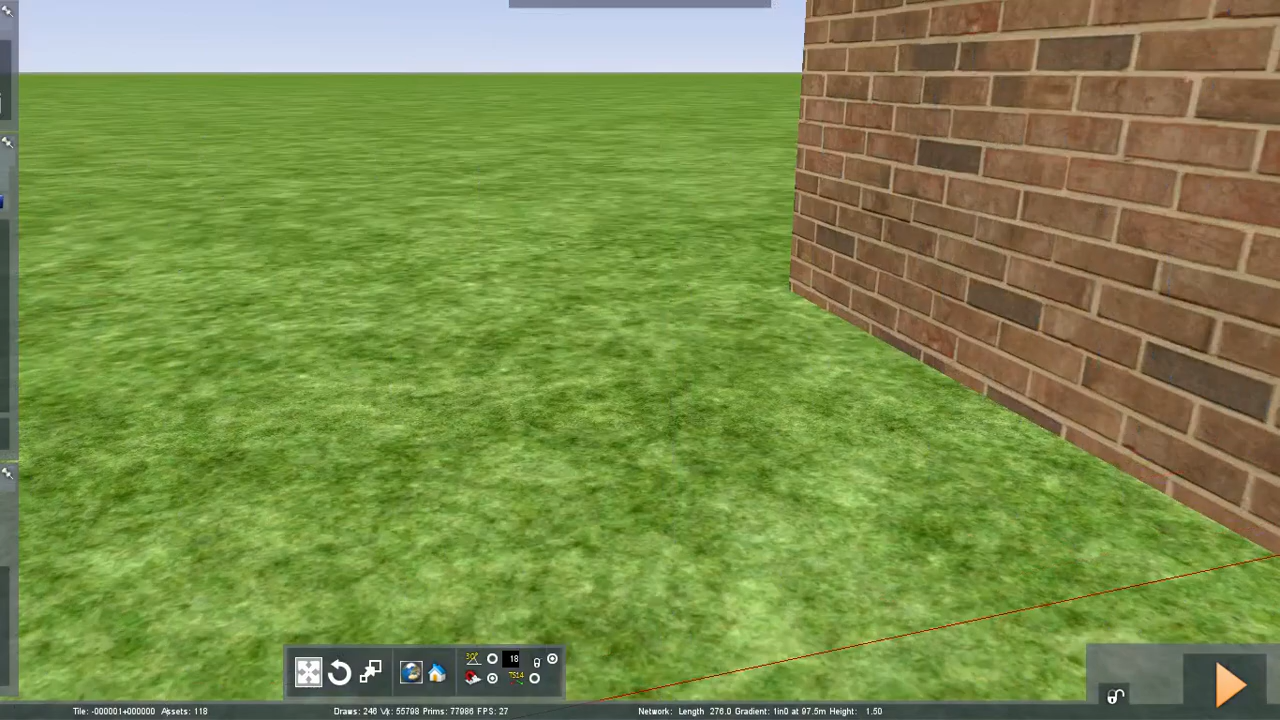 18
Tile: -000001+000000 Assets: 118
Draws: 246 Vt: 55798 Prims: 77986 FPS: 27
Network: Length 276.0 Gradient: 1in0 at 97.5m Height: 1.50